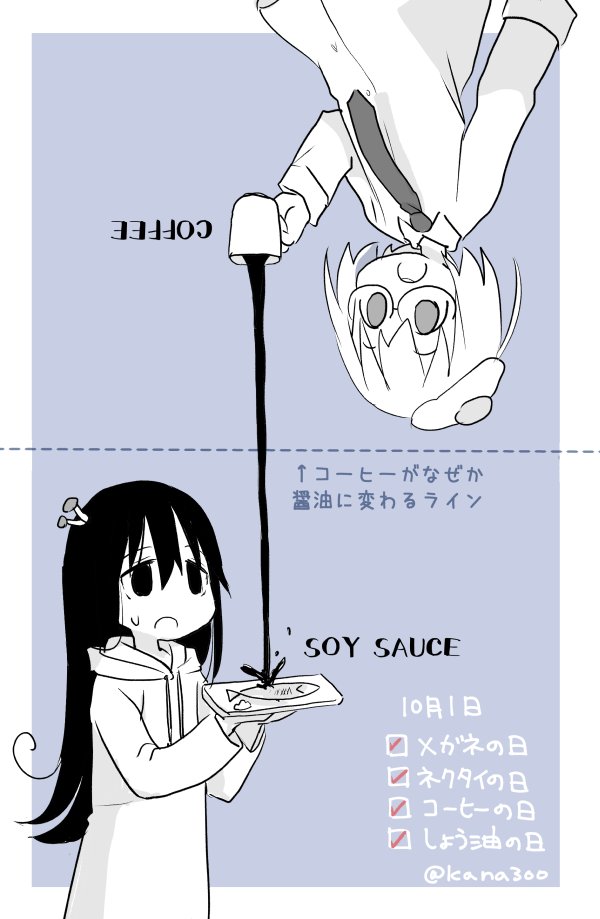 COFFEE
↑コーヒーがなぜか
醤油に変わるライン
SOY SAUCE
10月1日
メガネの日
ネクタイの日
コーヒーの日
しょう油の日
@kana300